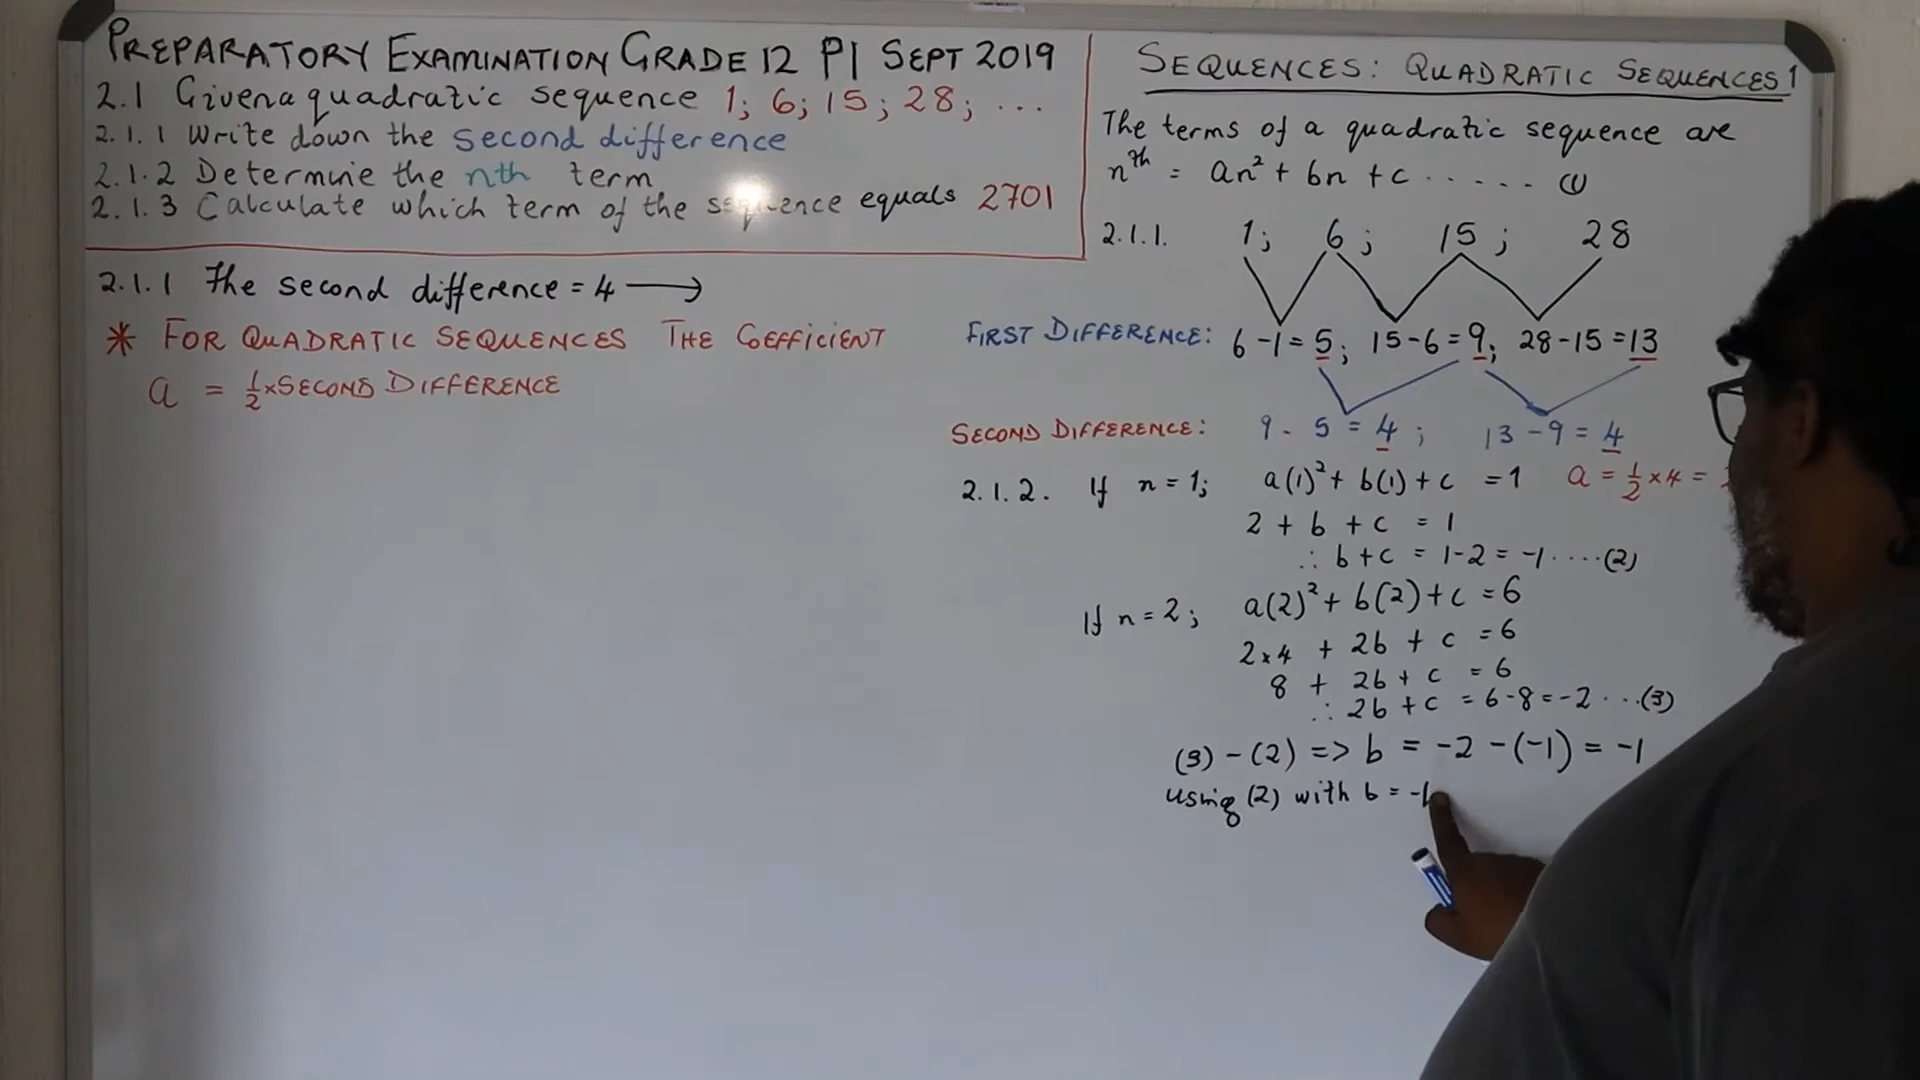 PREPARATORY EXAMINATION GRADE 12 P1 SEPT 2019
2.1 Given a quadratic sequence 1; 6; 15; 28; ...
2.1.1 Write down the second difference
2.1.2 Determine the nth term
2.1.3 Calculate which term of the sequence equals 2701
2.1.1 The second difference = 4 →
* FOR QUADRATIC SEQUENCES THE COEFFICIENT
a = ½ × SECOND DIFFERENCE
SEQUENCES: QUADRATIC SEQUENCES 1
The terms of a quadratic sequence are
nth = an² + bn + c ..... (1)
2.1.1. 1; 6; 15; 28
FIRST DIFFERENCE: 6-1=5; 15-6=9; 28-15=13
SECOND DIFFERENCE: 9-5=4; 13-9=4
2.1.2. If n=1; a(1)² + b(1) + c = 1 a = ½ × 4 =
2 + b + c = 1
∴ b + c = 1-2 = -1 ....(2)
If n=2; a(2)² + b(2) + c = 6
2×4 + 2b + c = 6
8 + 2b + c = 6
∴ 2b + c = 6-8 = -2 ...(3)
(3) - (2) => b = -2 - (-1) = -1
using (2) with b = -1